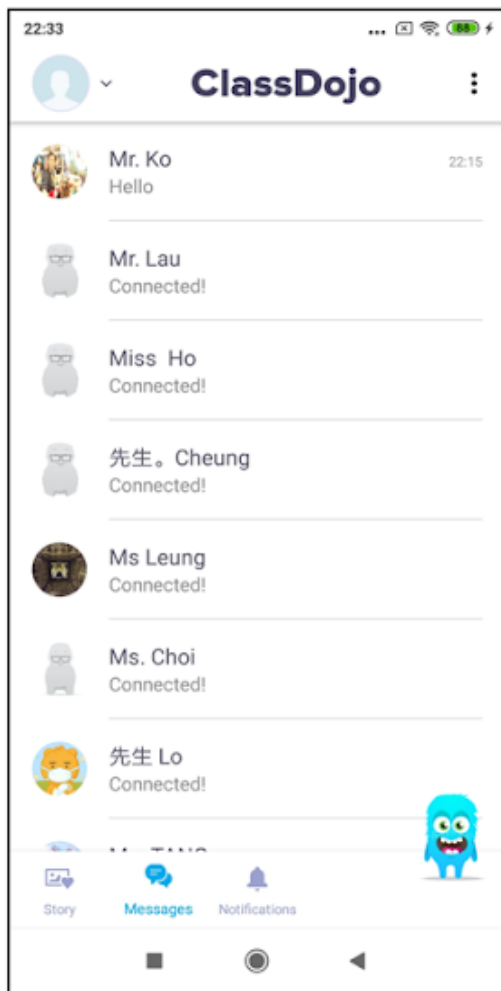 22:33
88
ClassDojo
Mr. Ko
22:15
Hello
Mr. Lau
Connected!
Miss Ho
Connected!
先生。Cheung
Connected!
Ms Leung
Connected!
Ms. Choi
Connected!
先生 Lo
Connected!
Story
Messages
Notifications